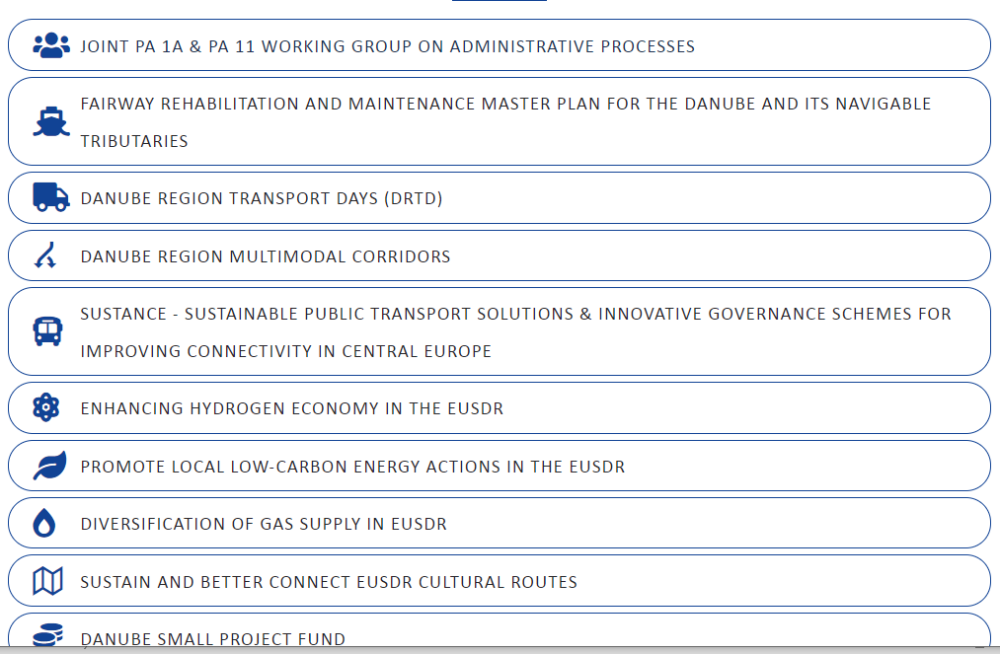 JOINT PA 1A & PA 11 WORKING GROUP ON ADMINISTRATIVE PROCESSES
FAIRWAY REHABILITATION AND MAINTENANCE MASTER PLAN FOR THE DANUBE AND ITS NAVIGABLE
TRIBUTARIES
DANUBE REGION TRANSPORT DAYS (DRTD)
DANUBE REGION MULTIMODAL CORRIDORS
SUSTANCE - SUSTAINABLE PUBLIC TRANSPORT SOLUTIONS & INNOVATIVE GOVERNANCE SCHEMES FOR
IMPROVING CONNECTIVITY IN CENTRAL EUROPE
ENHANCING HYDROGEN ECONOMY IN THE EUSDR
PROMOTE LOCAL LOW-CARBON ENERGY ACTIONS IN THE EUSDR
DIVERSIFICATION OF GAS SUPPLY IN EUSDR
SUSTAIN AND BETTER CONNECT EUSDR CULTURAL ROUTES
DANUBE SMALL PROJECT FUND